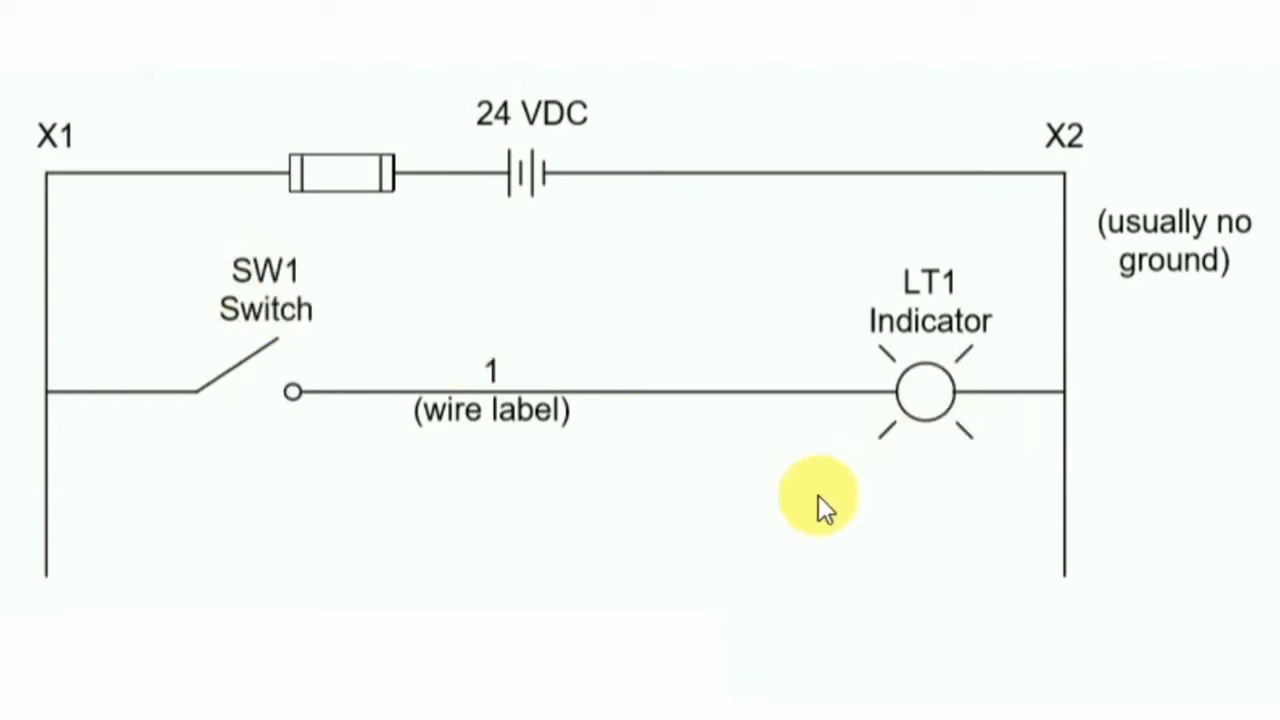 24 VDC
X1
X2
(usually no
ground)
SW1
Switch
LT1
Indicator
1
(wire label)